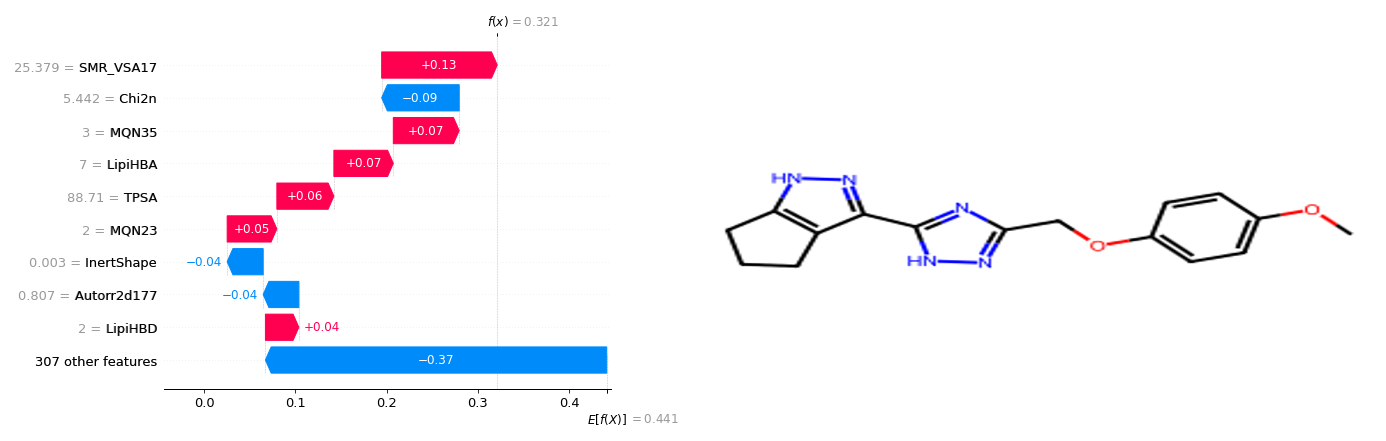 f(x) = 0.321
25.379 = SMR_VSA17
+0.13
5.442 = Chi2n
−0.09
3 = MQN35
+0.07
7 = LipiHBA
+0.07
88.71 = TPSA
+0.06
2 = MQN23
+0.05
0.003 = InertShape
−0.04
0.807 = Autorr2d177
−0.04
2 = LipiHBD
+0.04
307 other features
−0.37
0.0 0.1 0.2 0.3 0.4
E[f(X)] = 0.441
HN N
N
HN N
O
O